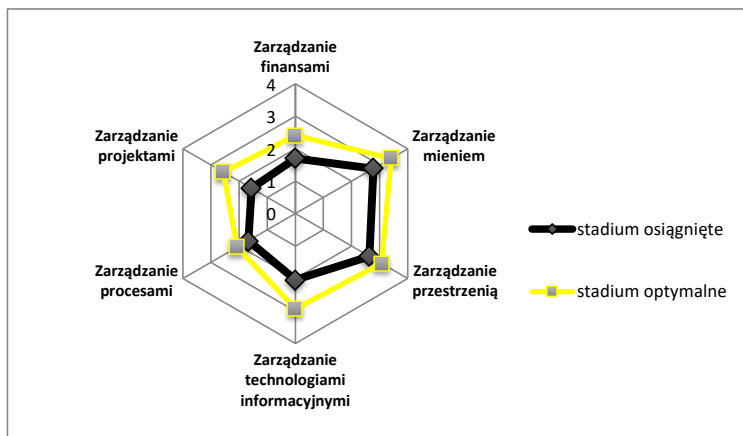 Zarządzanie
finansami
4
3
2
1
0
Zarządzanie
mieniem
Zarządzanie
przestrzenią
Zarządzanie
technologiami
informacyjnymi
Zarządzanie
procesami
Zarządzanie
projektami
stadium osiągnięte
stadium optymalne